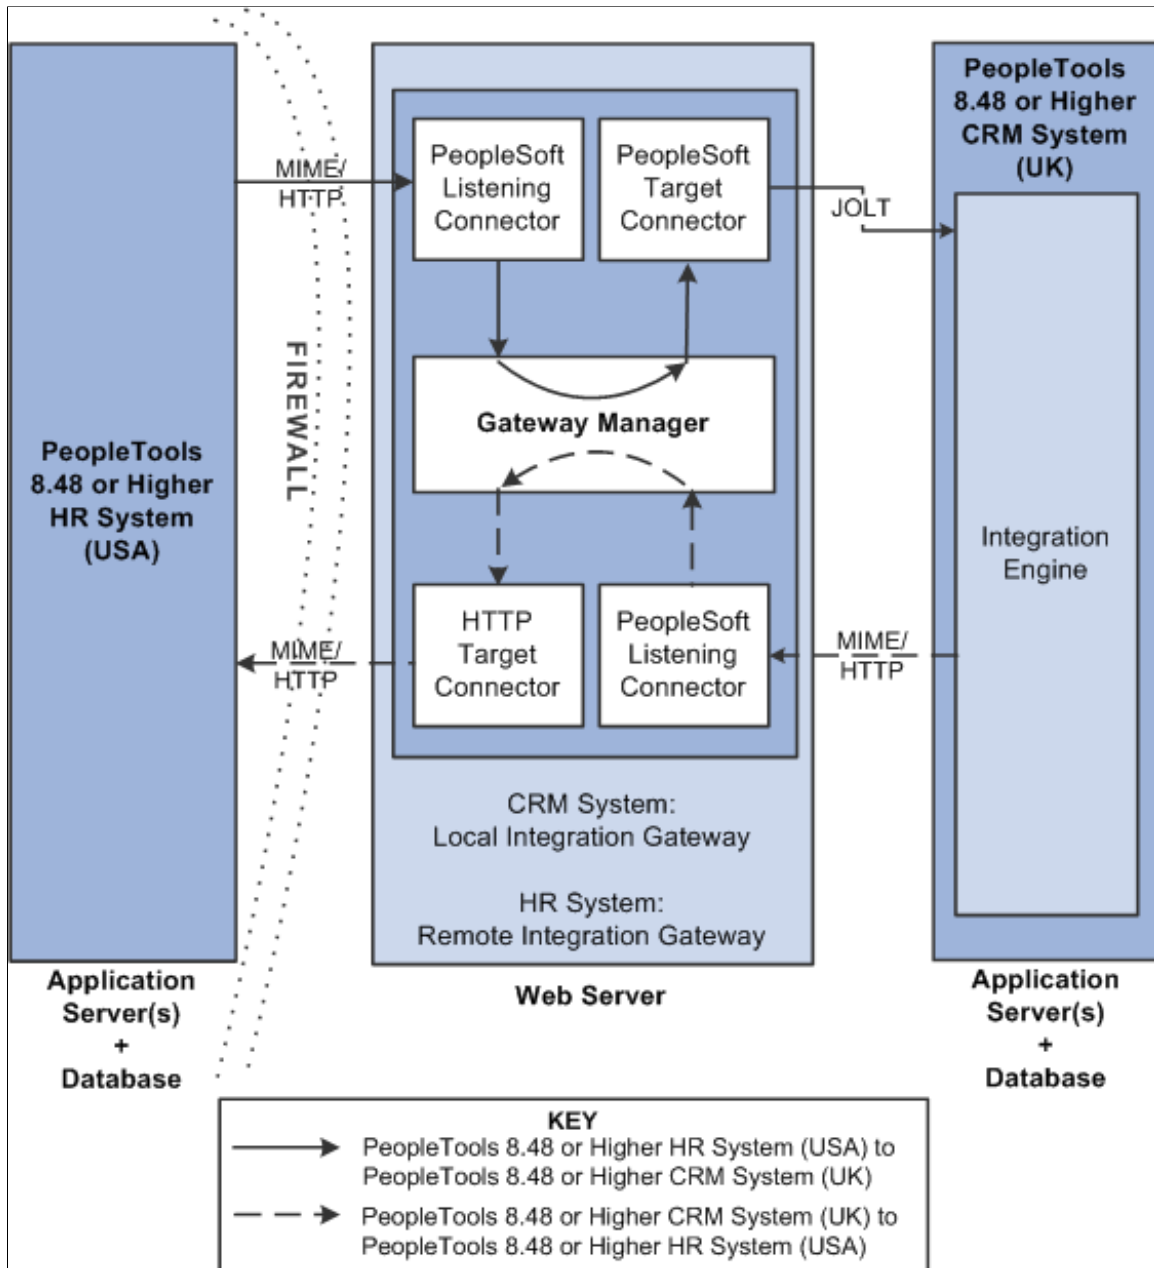 PeopleTools
8.48 or Higher
HR System
(USA)
Application
Server(s)
+
Database
FIREWALL
MIME/
HTTP
MIME/
HTTP
PeopleSoft
Listening
Connector
PeopleSoft
Target
Connector
Gateway Manager
HTTP
Target
Connector
PeopleSoft
Listening
Connector
CRM System:
Local Integration Gateway
HR System:
Remote Integration Gateway
Web Server
JOLT
MIME/
HTTP
PeopleTools
8.48 or Higher
CRM System
(UK)
Integration
Engine
Application
Server(s)
+
Database
KEY
PeopleTools 8.48 or Higher HR System (USA) to
PeopleTools 8.48 or Higher CRM System (UK)
PeopleTools 8.48 or Higher CRM System (UK) to
PeopleTools 8.48 or Higher HR System (USA)